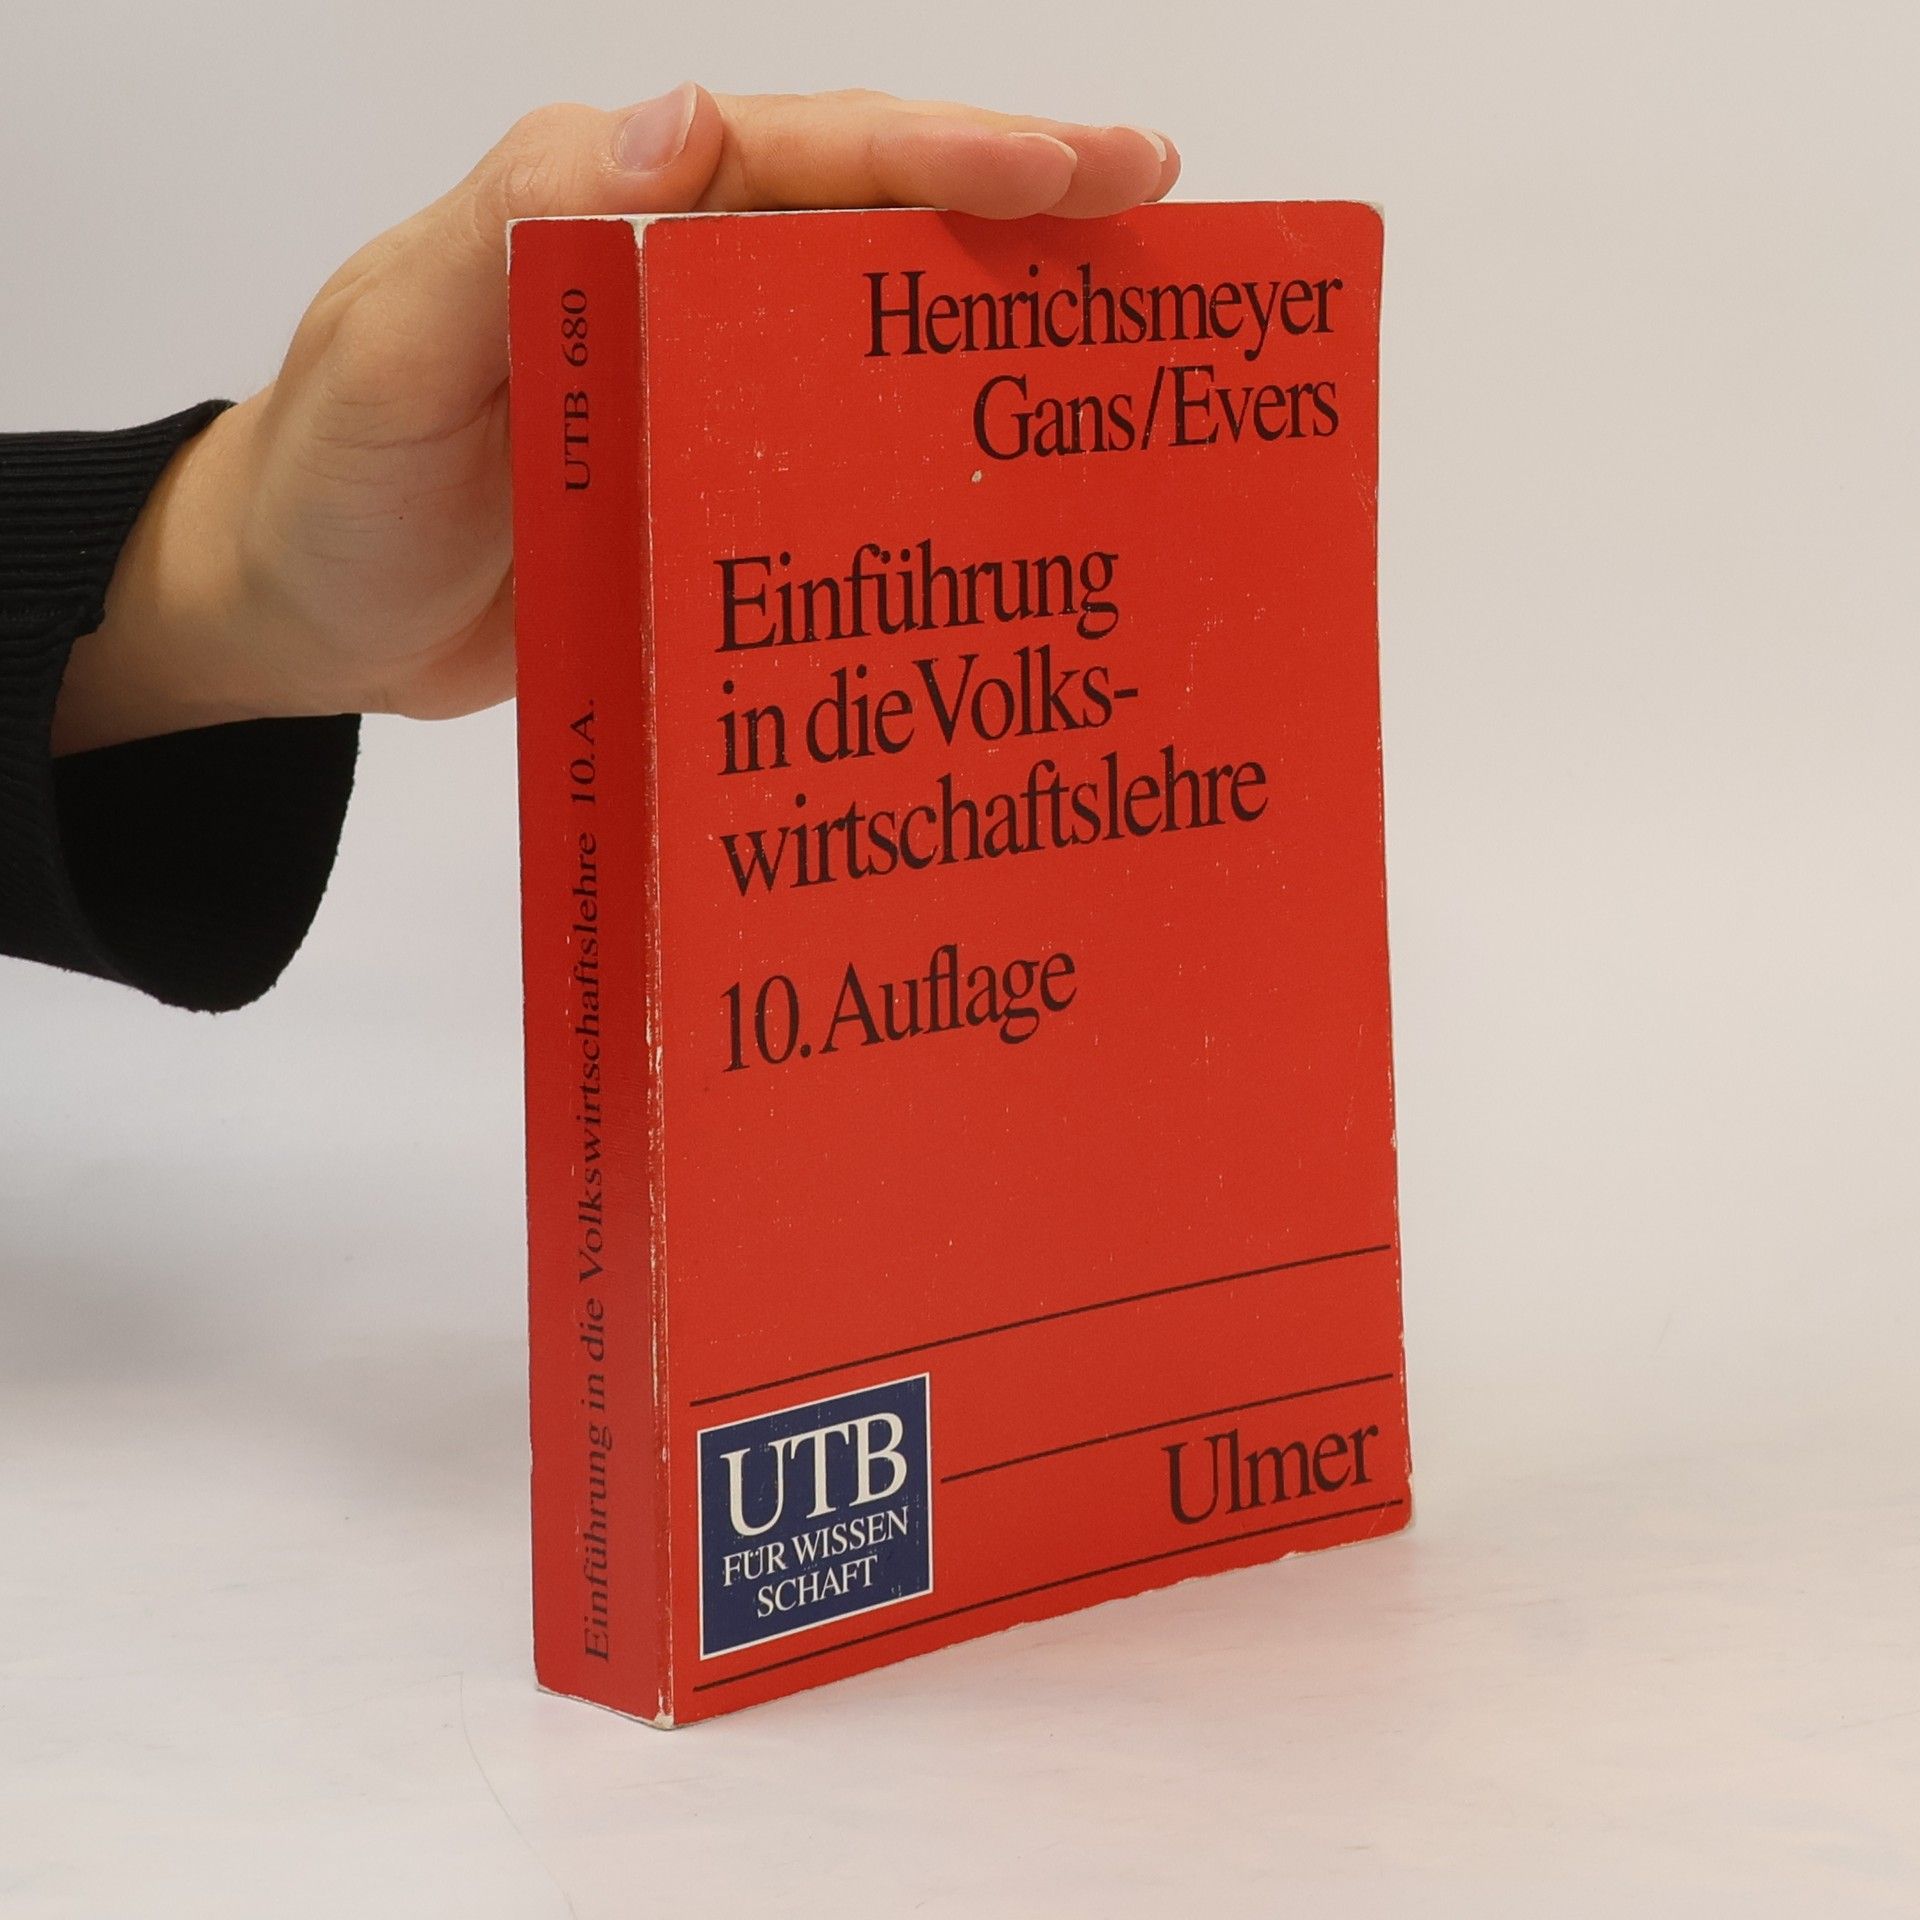 Henrichsmeyer
Gans/Evers
Einführung
in die Volks-
wirtschaftslehre
10. Auflage
UTB
FÜR WISSEN
SCHAFT
Ulmer
Einführung in die Volkswirtschaftslehre 10. A. UTB 680